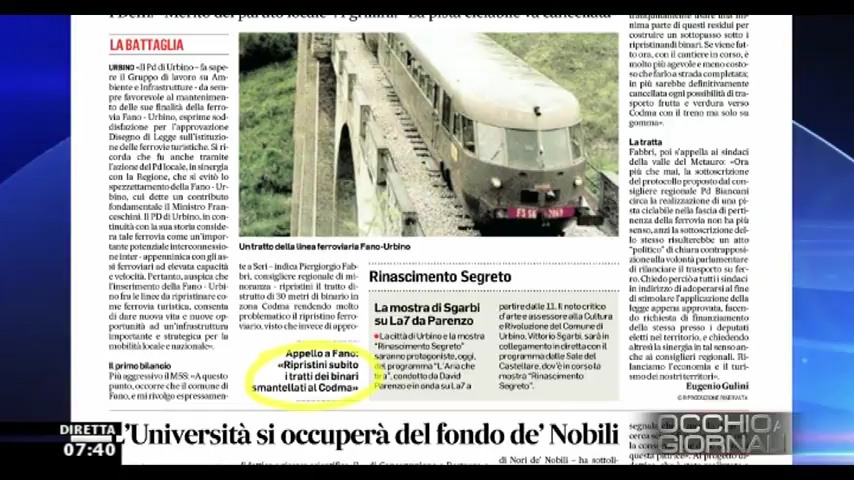 LA BATTAGLIA
URBINO «Il Pd di Urbino – fa sape
re il Gruppo di lavoro su Am-
biente e Infrastrutture - da sem-
pre favorevole al mantenimen-
to delle sue finalità della ferro-
via Fano - Urbino, esprime sod-
disfazione per l'approvazione
Disegno di Legge sull'istituzio-
ne delle ferrovie turistiche. Si ri-
corda che fu anche tramite
l'azione del Pd locale, in sinergia
con la Regione, che si evitò lo
spezzettamento della Fano - Ur-
bino, cui dette un contributo
fondamentale il Ministro Fran-
ceschini. Il PD di Urbino, in con-
tinuità con la sua storia conside-
ra tale ferrovia come un'impor-
tante potenziale interconnessio-
ne inter - appenninica con gli as-
si ferroviari ad elevata capacità
e velocità. Pertanto, auspica che
l'inserimento della Fano - Urbi-
no fra le linee da ripristinare co-
me ferrovia turistica, consenta
di dare nuova vita e nuove op-
portunità ad un'infrastruttura
importante e strategica per la
mobilità locale e nazionale».
Il primo bilancio
Più aggressivo il M5S: «A questo
punto, occorre che il comune di
Fano, e mi rivolgo espressamen-
Un tratto della linea ferroviaria Fano-Urbino
te a Seri – indica Piergiorgio Fab-
bri, consigliere regionale di mi-
noranza - ripristini il tratto di-
strutto di 30 metri di binario in
zona Codma rendendo molto
problematico il ripristino ferro-
viario, visto che invece di appro-
Appello a Fano:
«Ripristini subito
i tratti dei binari
smantellati al Codma»
Rinascimento Segreto
La mostra di Sgarbi
su La7 da Parenzo
La città di Urbino e la mostra
"Rinascimento Segreto"
saranno protagoniste, oggi,
del programma "L'Aria che
tira", condotto da David
Parenzo e in onda su La7 a
partire dalle 11. Il noto critico
d'arte e assessore alla Cultura
e Rivoluzione del Comune di
Urbino, Vittorio Sgarbi, sarà
in collegamento in diretta con il
programma dalle Sale del
Castellare, dov'è in corso la
mostra "Rinascimento
Segreto".
nima parte di questi residui per
costruire un sottopasso sotto i
ripristinandi binari. Se viene fat-
to ora, con il cantiere in corso, è
molto più agevole e meno costo-
so che farlo a strada completata;
in più sarebbe definitivamente
cancellata ogni possibilità di tra-
sporto frutta e verdura verso
Codma con il treno ma solo su
gomma».
La tratta
Fabbri, poi s'appella ai sindaci
della valle del Metauro: «Ora
più che mai, la sottoscrizione
del protocollo proposto dal con-
sigliere regionale Pd Biancani
circa la realizzazione di una pi-
sta ciclabile nella fascia di perti-
nenza della ferrovia non ha più
senso, anzi la sottoscrizione del-
lo stesso risulterebbe un atto
"politico" di chiara contrapposi-
zione alla volontà parlamentare
di rilanciare il trasporto su fer-
ro. Chiedo perciò a tutti i sindaci
in indirizzo di adoperarsi al fine
di stimolare l'applicazione della
legge appena approvata, facen-
do richiesta di finanziamento
della stessa presso i deputati
eletti nel territorio, e chiedendo
altresì la sinergia in tal senso an-
che ai consiglieri regionali. Ri-
lanciamo l'economia e il turi-
smo dei nostri territori».
Eugenio Gulini
© RIPRODUZIONE RISERVATA
L'Università si occuperà del fondo de' Nobili
DIRETTA
07:40
OCCHIO AI
GIORNALI